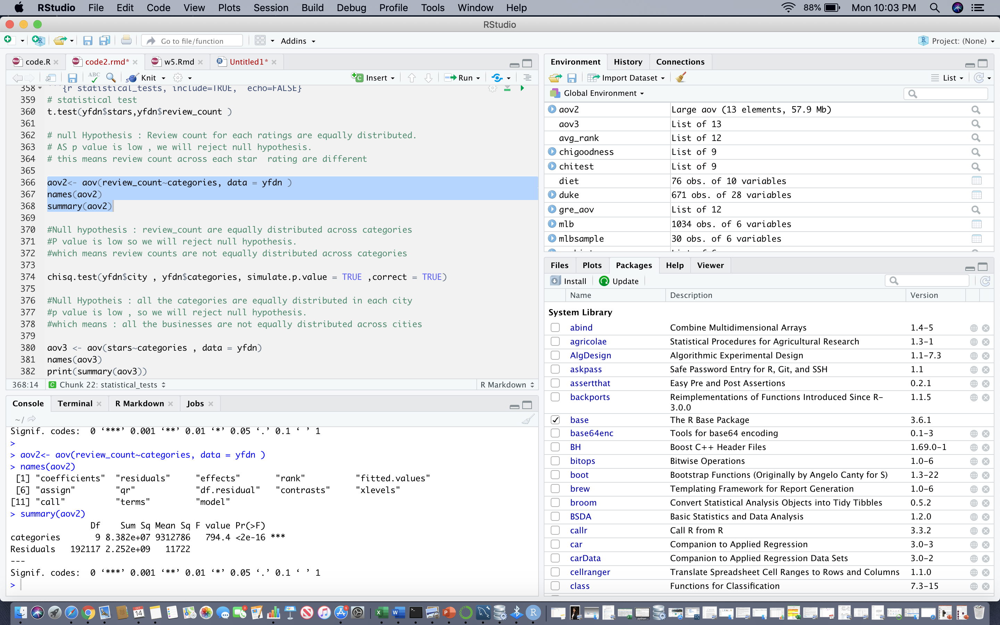 RStudio File Edit Code View Plots Session Build Debug Profile Tools Window Help 88% Mon 10:03 PM
RStudio
Go to file/function Addins Project: (None)
code.R code2.rmd* w5.Rmd Untitled1*
ABC Knit Insert Run
358 ```{r statistical_tests, include=TRUE,  echo=FALSE}
359 # statistical test
360 t.test(yfdn$stars,yfdn$review_count )
361
362 # null Hypothesis : Review count for each ratings are equally distributed.
363 # AS p value is low , we will reject null hypothesis.
364 # this means review count across each star  rating are different
365
366 aov2<- aov(review_count~categories, data = yfdn )
367 names(aov2)
368 summary(aov2)
369
370 #Null hypothesis : review_count are equally distributed across categories
371 #P value is low so we will reject null hypothesis.
372 #which means review counts are not equally distributed across categories
373
374 chisq.test(yfdn$city , yfdn$categories, simulate.p.value = TRUE ,correct = TRUE)
375
376 #Null Hypotheis : all the categories are equally distributed in each city
377 #p value is low , so we will reject null hypothesis.
378 #which means : all the businesses are not equally distributed across cities
379
380 aov3 <- aov(stars~categories , data = yfdn)
381 names(aov3)
382 print(summary(aov3))
368:14 Chunk 22: statistical_tests R Markdown
Console Terminal R Markdown Jobs
~/
Signif. codes:  0 ‘***’ 0.001 ‘**’ 0.01 ‘*’ 0.05 ‘.’ 0.1 ‘ ’ 1
>
> aov2<- aov(review_count~categories, data = yfdn )
> names(aov2)
[1] "coefficients"  "residuals"     "effects"       "rank"          "fitted.values"
[6] "assign"        "qr"            "df.residual"   "contrasts"     "xlevels"
[11] "call"          "terms"         "model"
> summary(aov2)
Df    Sum Sq Mean Sq F value Pr(>F)
categories       9 8.382e+07 9312786   794.4 <2e-16 ***
Residuals   192117 2.252e+09   11722
---
Signif. codes:  0 ‘***’ 0.001 ‘**’ 0.01 ‘*’ 0.05 ‘.’ 0.1 ‘ ’ 1
>
Environment History Connections
Import Dataset List
Global Environment
aov2 Large aov (13 elements, 57.9 Mb)
aov3 List of 13
avg_rank List of 12
chigoodness List of 9
chitest List of 9
diet 76 obs. of 10 variables
duke 671 obs. of 28 variables
gre_aov List of 12
mlb 1034 obs. of 6 variables
mlbsample 30 obs. of 6 variables
Files Plots Packages Help Viewer
Install Update
Name Description Version
System Library
abind Combine Multidimensional Arrays 1.4-5
agricolae Statistical Procedures for Agricultural Research 1.3-1
AlgDesign Algorithmic Experimental Design 1.1-7.3
askpass Safe Password Entry for R, Git, and SSH 1.1
assertthat Easy Pre and Post Assertions 0.2.1
backports Reimplementations of Functions Introduced Since R- 1.1.5
3.0.0
base The R Base Package 3.6.1
base64enc Tools for base64 encoding 0.1-3
BH Boost C++ Header Files 1.69.0-1
bitops Bitwise Operations 1.0-6
boot Bootstrap Functions (Originally by Angelo Canty for S) 1.3-22
brew Templating Framework for Report Generation 1.0-6
broom Convert Statistical Analysis Objects into Tidy Tibbles 0.5.2
BSDA Basic Statistics and Data Analysis 1.2.0
callr Call R from R 3.3.2
car Companion to Applied Regression 3.0-3
carData Companion to Applied Regression Data Sets 3.0-2
cellranger Translate Spreadsheet Cell Ranges to Rows and Columns 1.1.0
class Functions for Classification 7.3-15